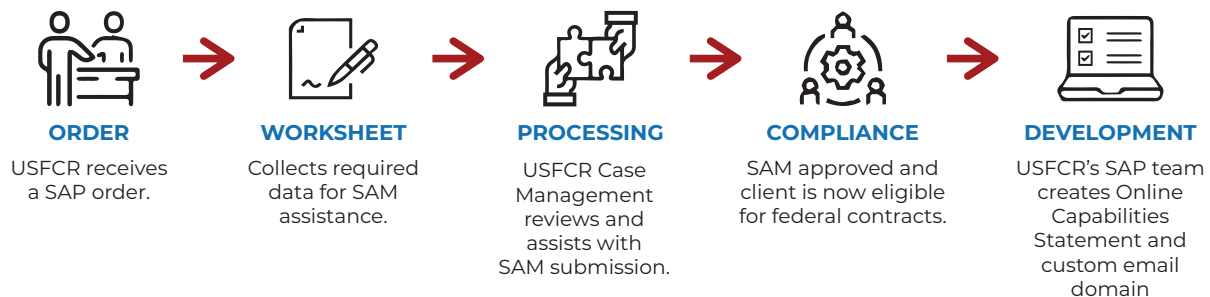 ORDER
USFCR receives
a SAP order.
WORKSHEET
Collects required
data for SAM
assistance.
PROCESSING
USFCR Case
Management
reviews and
assists with
SAM submission.
COMPLIANCE
SAM approved and
client is now eligible
for federal contracts.
DEVELOPMENT
USFCR's SAP team
creates Online
Capabilities
Statement and
custom email
domain